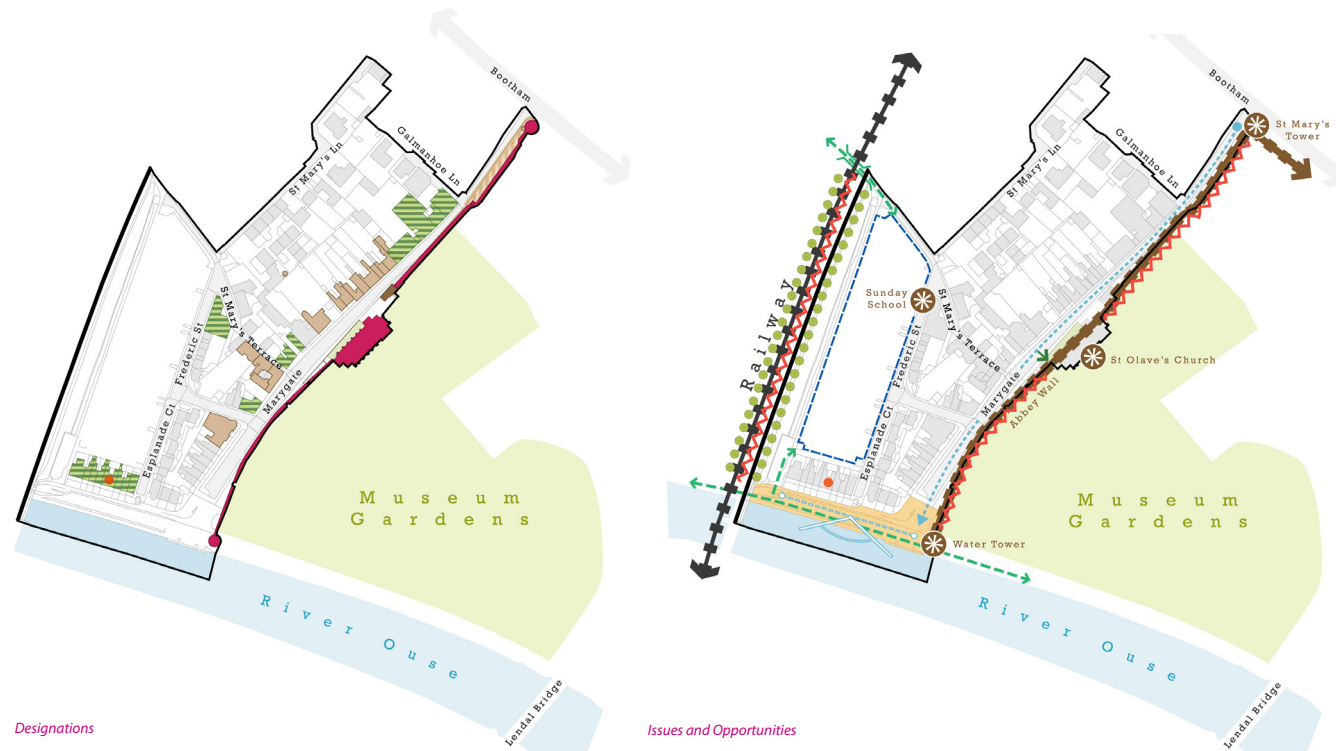 Bootham
Galmanhoe Ln
St Mary's Ln
St Mary's Terrace
Frederic St
Marygate
Esplanade Ct
Museum
Gardens
River Ouse
Lendal Bridge
Designations
Bootham
St Mary's
Tower
Galmanhoe Ln
St Mary's Ln
Railway
Sunday
School
St Mary's Terrace
Frederic St
St Olave's Church
Marygate
Abbey Wall
Esplanade Ct
Museum
Gardens
Water Tower
River Ouse
Lendal Bridge
Issues and Opportunities